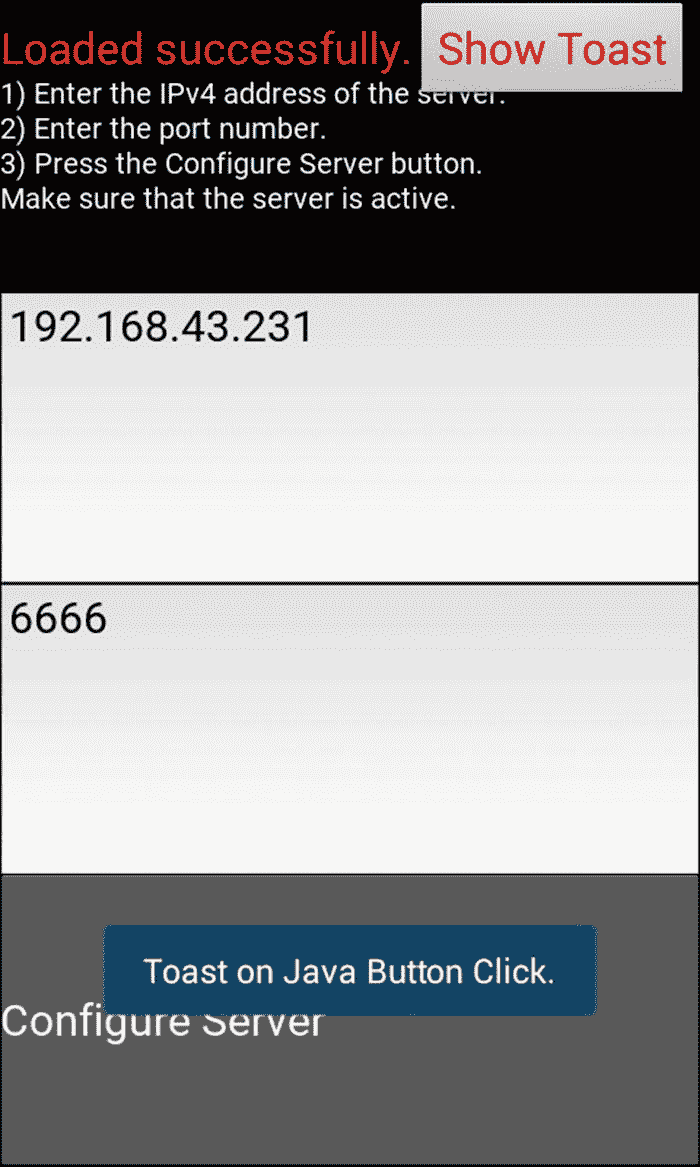 Loaded successfully. Show Toast
1) Enter the IPv4 address of the server.
2) Enter the port number.
3) Press the Configure Server button.
Make sure that the server is active.
192.168.43.231
6666
Toast on Java Button Click.
Configure Server